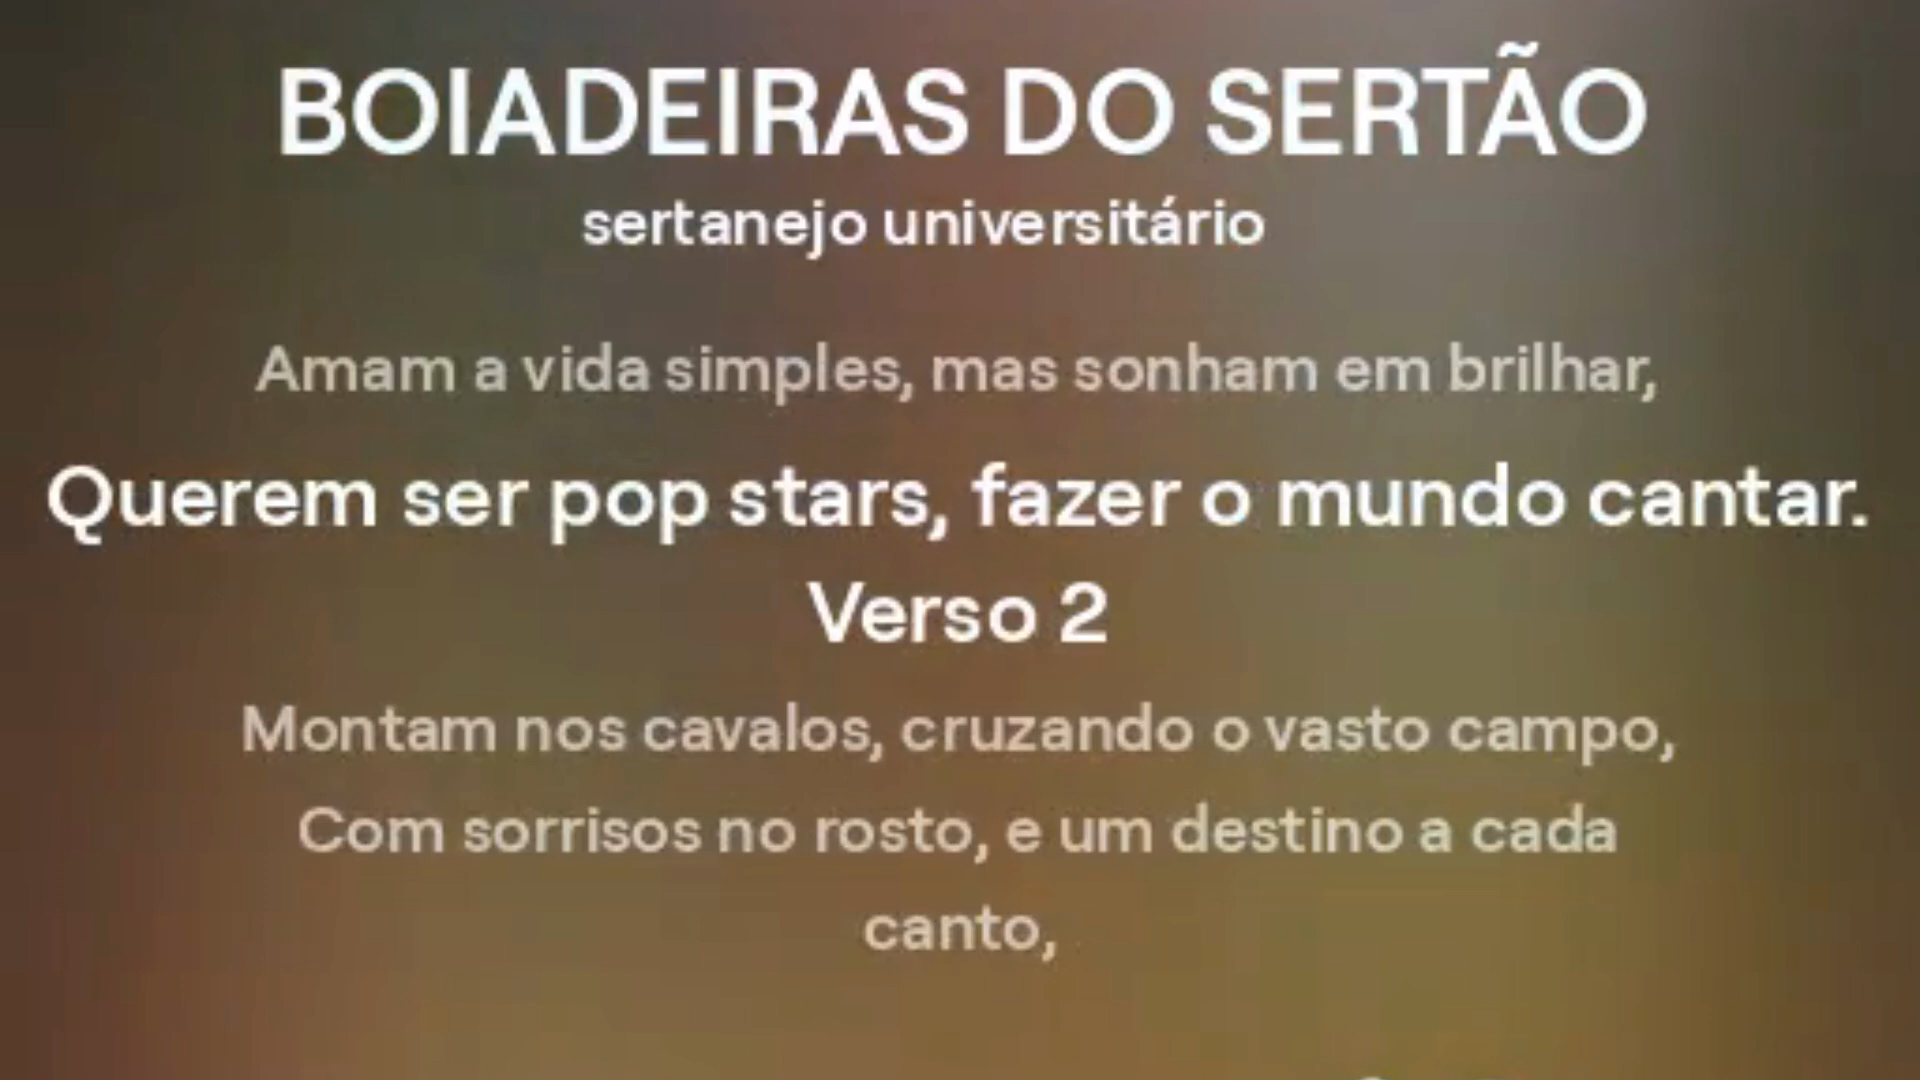 BOIADEIRAS DO SERTÃO
sertanejo universitário
Amam a vida simples, mas sonham em brilhar,
Querem ser pop stars, fazer o mundo cantar.
Verso 2
Montam nos cavalos, cruzando o vasto campo,
Com sorrisos no rosto, e um destino a cada
canto,